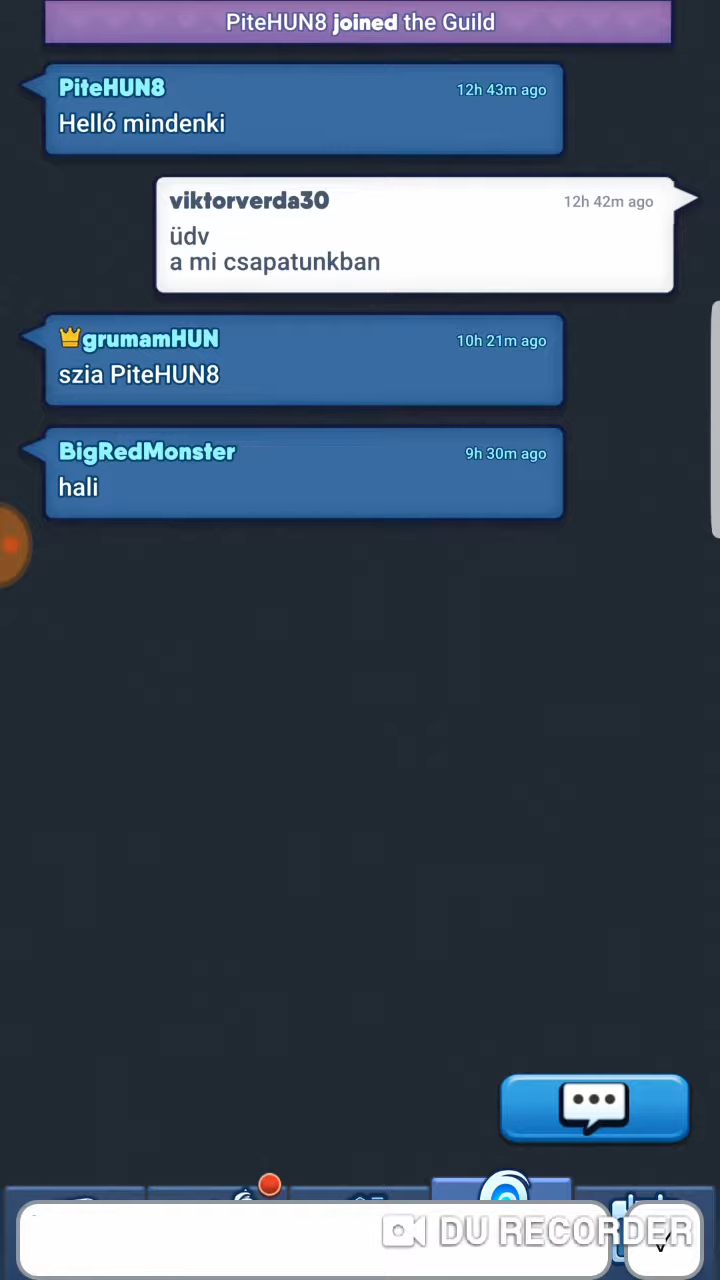 PiteHUN8 joined the Guild
PiteHUN8 12h 43m ago
Helló mindenki
viktorverda30 12h 42m ago
üdv
a mi csapatunkban
grumamHUN 10h 21m ago
szia PiteHUN8
BigRedMonster 9h 30m ago
hali
DU RECORDER